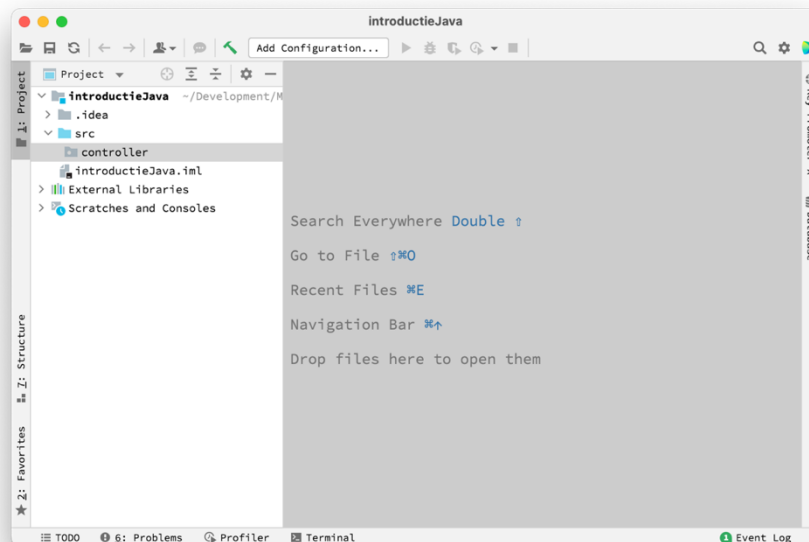 introductieJava
Add Configuration...
1: Project
Project
introductieJava ~/Development/M
.idea
src
controller
introductieJava.iml
External Libraries
Scratches and Consoles
Search Everywhere Double ⇧
Go to File ⇧⌘O
Recent Files ⌘E
Navigation Bar ⌘↑
Drop files here to open them
7: Structure
2: Favorites
TODO
6: Problems
Profiler
Terminal
1 Event Log